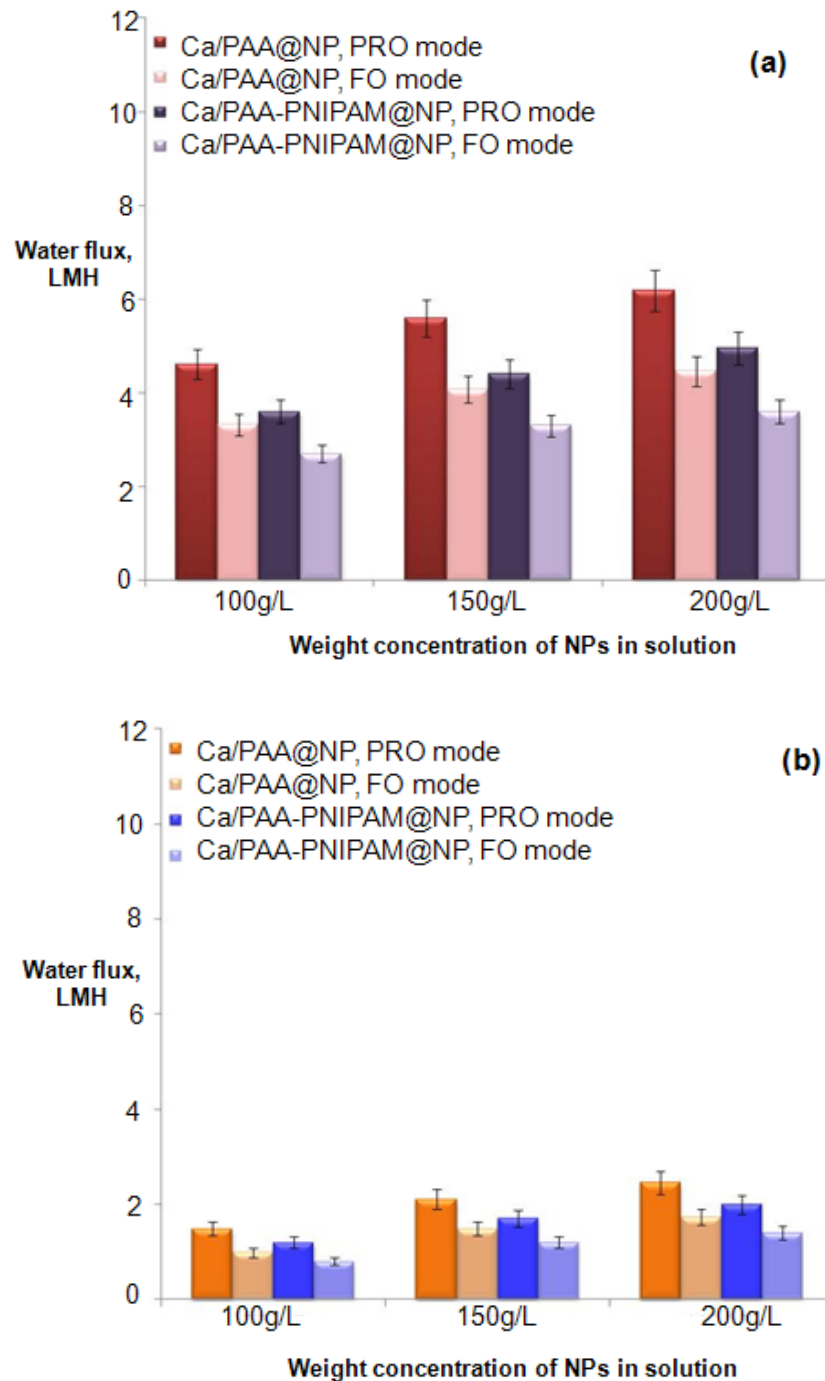 12
Ca/PAA@NP, PRO mode
(a)
Ca/PAA@NP, FO mode
10
Ca/PAA-PNIPAM@NP, PRO mode
Ca/PAA-PNIPAM@NP, FO mode
8
Water flux,
LMH
6
4
2
0
100g/L 150g/L 200g/L
Weight concentration of NPs in solution
12
Ca/PAA@NP, PRO mode
(b)
Ca/PAA@NP, FO mode
10
Ca/PAA-PNIPAM@NP, PRO mode
Ca/PAA-PNIPAM@NP, FO mode
8
Water flux,
LMH
6
4
2
0
100g/L 150g/L 200g/L
Weight concentration of NPs in solution